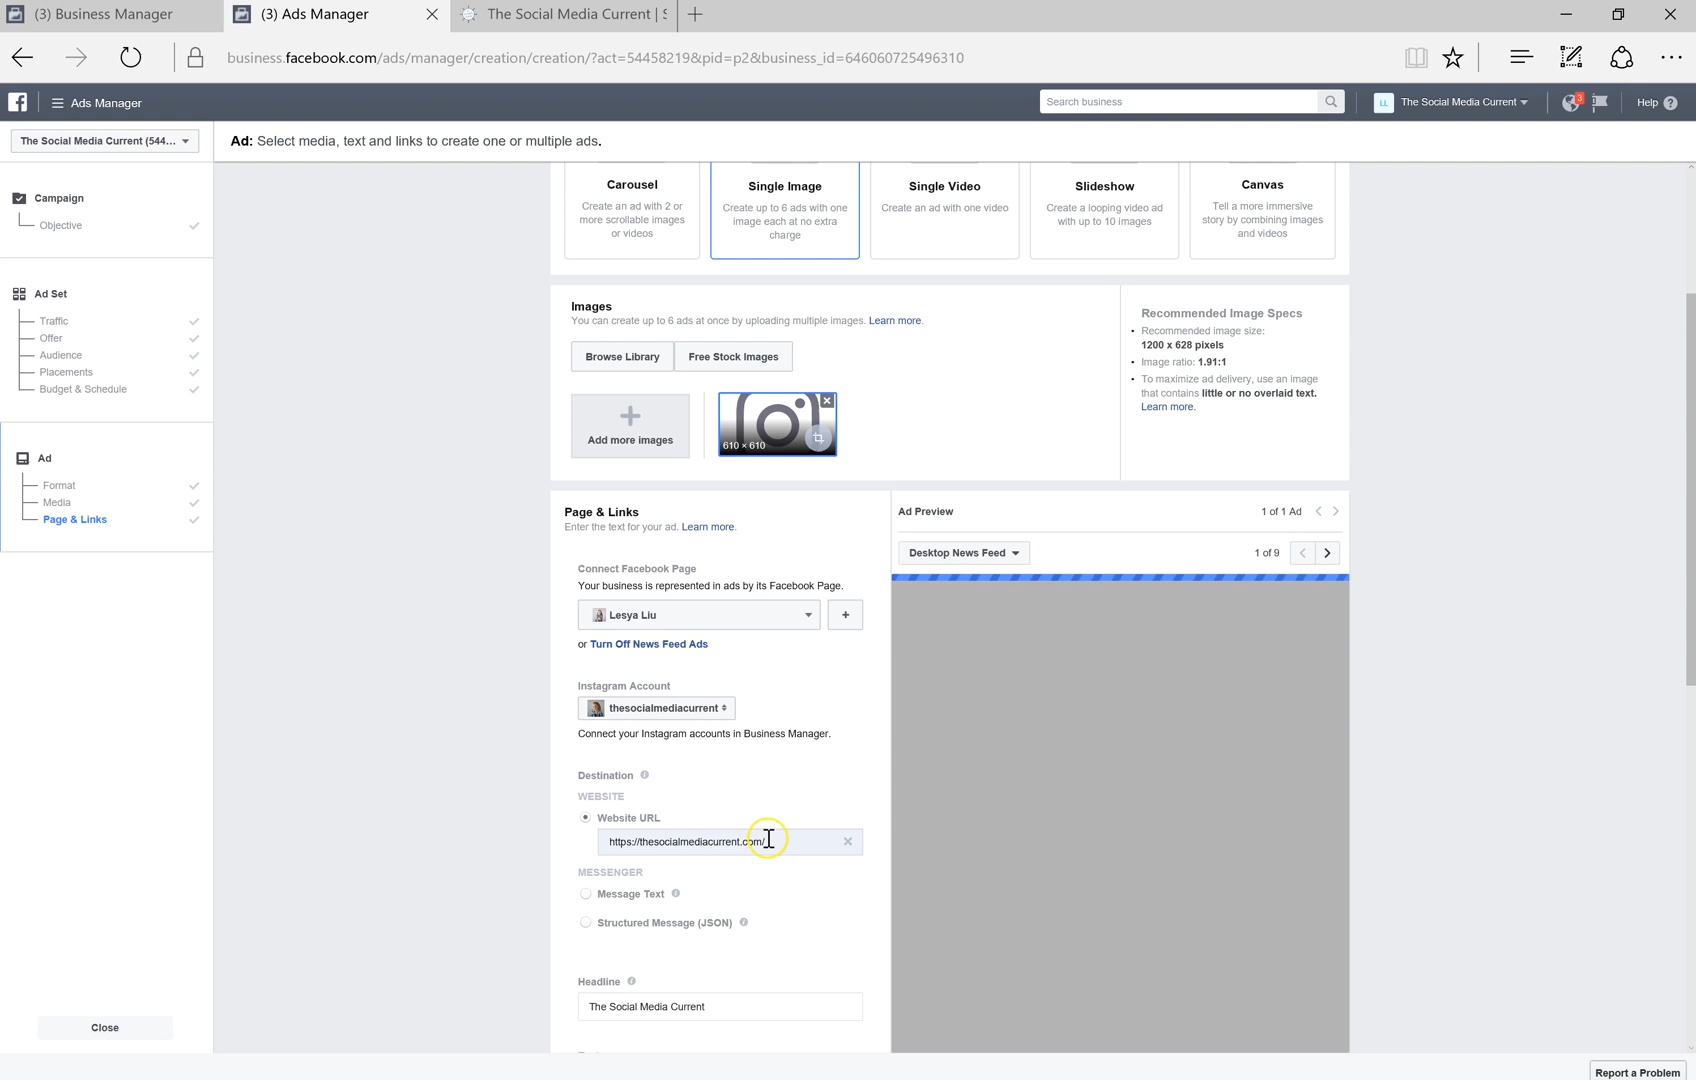 (3) Business Manager
(3) Ads Manager
The Social Media Current | S
business.facebook.com/ads/manager/creation/creation/?act=54458219&pid=p2&business_id=646060725496310
Ads Manager
Search business
LL
The Social Media Current
3
Help
The Social Media Current (544...
Ad: Select media, text and links to create one or multiple ads.
Campaign
Objective
Ad Set
Traffic
Offer
Audience
Placements
Budget & Schedule
Ad
Format
Media
Page & Links
Close
Carousel
Create an ad with 2 or
more scrollable images
or videos
Single Image
Create up to 6 ads with one
image each at no extra
charge
Single Video
Create an ad with one video
Slideshow
Create a looping video ad
with up to 10 images
Canvas
Tell a more immersive
story by combining images
and videos
Images
You can create up to 6 ads at once by uploading multiple images. Learn more.
Browse Library
Free Stock Images
Add more images
610 × 610
Recommended Image Specs
Recommended image size:
1200 x 628 pixels
Image ratio: 1.91:1
To maximize ad delivery, use an image
that contains little or no overlaid text.
Learn more.
Page & Links
Enter the text for your ad. Learn more.
Connect Facebook Page
Your business is represented in ads by its Facebook Page.
Lesya Liu
+
or Turn Off News Feed Ads
Instagram Account
thesocialmediacurrent
Connect your Instagram accounts in Business Manager.
Destination
WEBSITE
Website URL
https://thesocialmediacurrent.com/
MESSENGER
Message Text
Structured Message (JSON)
Headline
The Social Media Current
Ad Preview
1 of 1 Ad
Desktop News Feed
1 of 9
Report a Problem